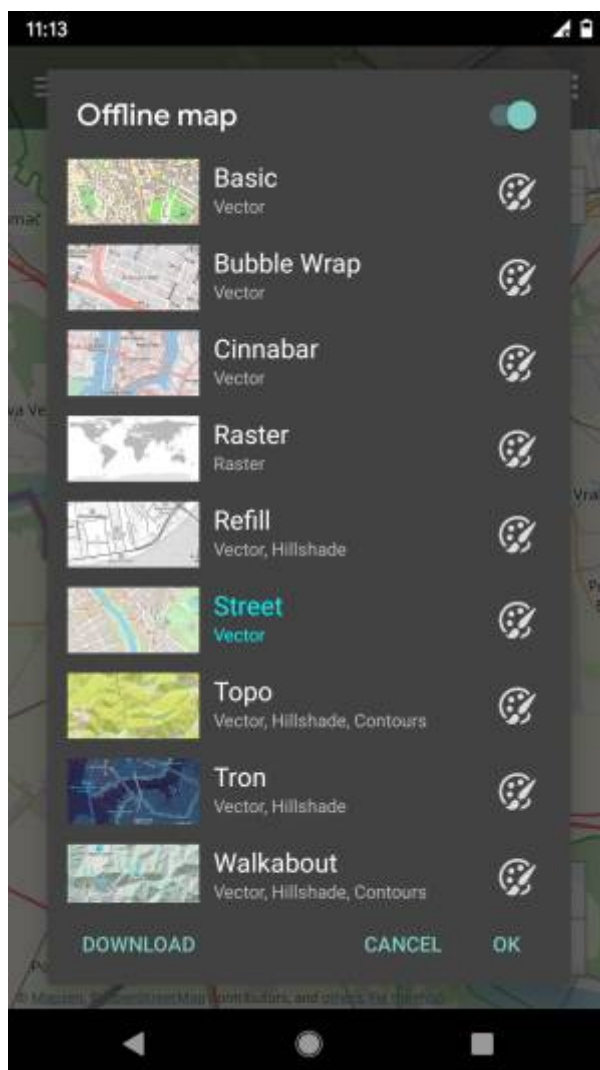 11:13
Offline map
Basic
Vector
Bubble Wrap
Vector
Cinnabar
Vector
Raster
Raster
Refill
Vector, Hillshade
Street
Vector
Topo
Vector, Hillshade, Contours
Tron
Vector, Hillshade
Walkabout
Vector, Hillshade, Contours
DOWNLOAD CANCEL OK